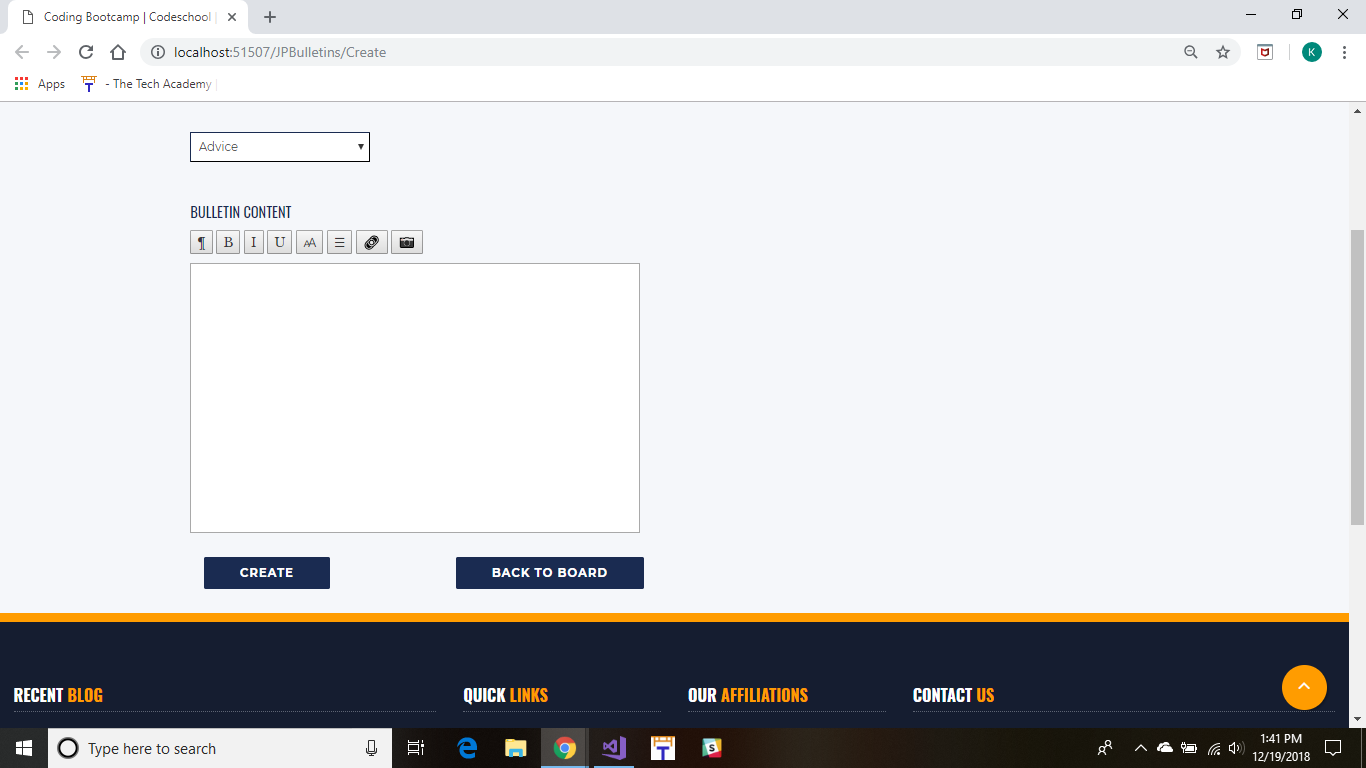 Coding Bootcamp | Codeschool |
localhost:51507/JPBulletins/Create
K
Apps
T - The Tech Academy |
Advice
BULLETIN CONTENT
¶ B I U AA
CREATE
BACK TO BOARD
RECENT BLOG
QUICK LINKS
OUR AFFILIATIONS
CONTACT US
Type here to search
T
S
1:41 PM
12/19/2018